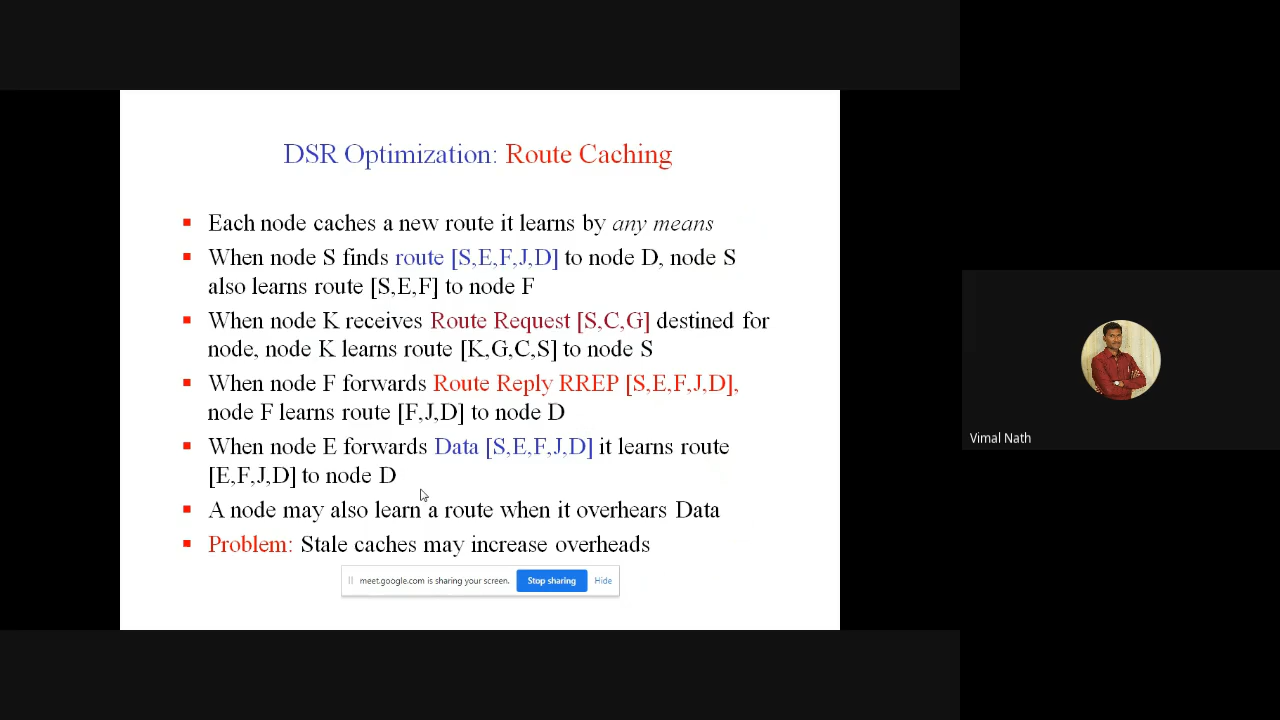 DSR Optimization: Route Caching
Each node caches a new route it learns by any means
When node S finds route [S,E,F,J,D] to node D, node S
also learns route [S,E,F] to node F
When node K receives Route Request [S,C,G] destined for
node, node K learns route [K,G,C,S] to node S
When node F forwards Route Reply RREP [S,E,F,J,D],
node F learns route [F,J,D] to node D
When node E forwards Data [S,E,F,J,D] it learns route
[E,F,J,D] to node D
A node may also learn a route when it overhears Data
Problem: Stale caches may increase overheads
meet.google.com is sharing your screen. Stop sharing Hide
Vimal Nath